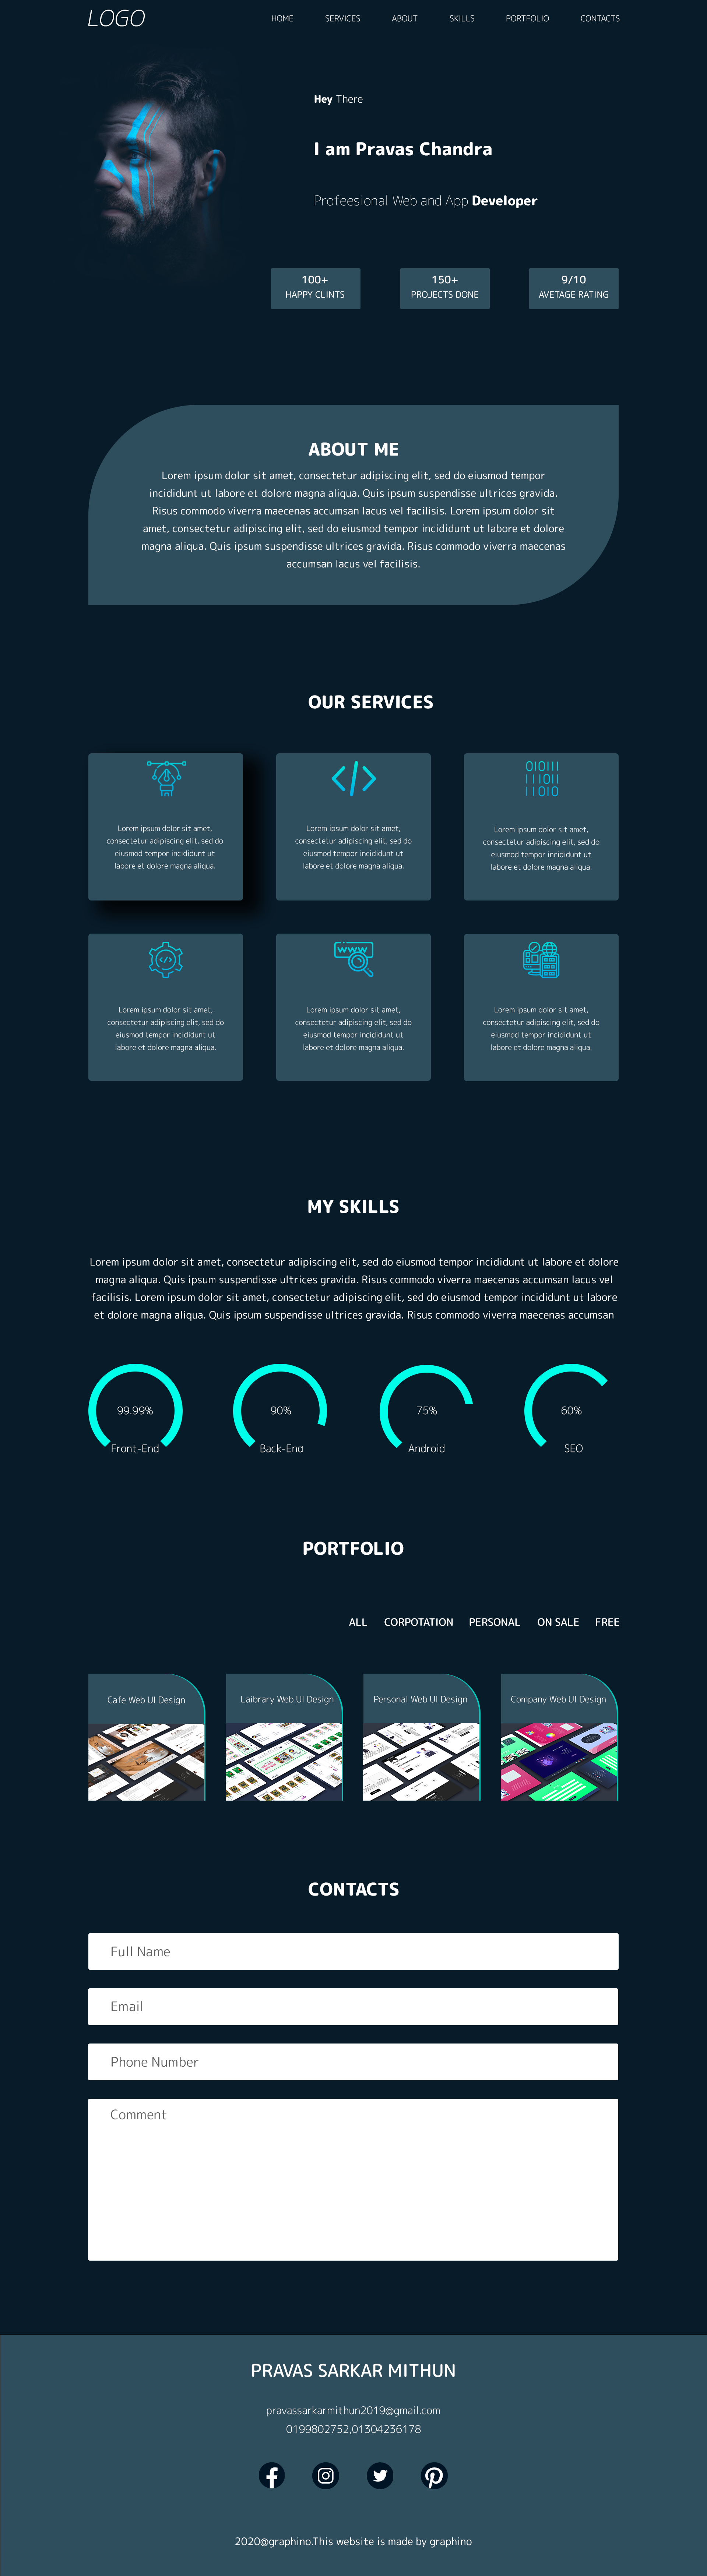 LOGO
HOME SERVICES ABOUT SKILLS PORTFOLIO CONTACTS
Hey There
I am Pravas Chandra
Profeesional Web and App Developer
100+
HAPPY CLINTS
150+
PROJECTS DONE
9/10
AVETAGE RATING
ABOUT ME
Lorem ipsum dolor sit amet, consectetur adipiscing elit, sed do eiusmod tempor
incididunt ut labore et dolore magna aliqua. Quis ipsum suspendisse ultrices gravida.
Risus commodo viverra maecenas accumsan lacus vel facilisis. Lorem ipsum dolor sit
amet, consectetur adipiscing elit, sed do eiusmod tempor incididunt ut labore et dolore
magna aliqua. Quis ipsum suspendisse ultrices gravida. Risus commodo viverra maecenas
accumsan lacus vel facilisis.
OUR SERVICES
Lorem ipsum dolor sit amet,
consectetur adipiscing elit, sed do
eiusmod tempor incididunt ut
labore et dolore magna aliqua.
Lorem ipsum dolor sit amet,
consectetur adipiscing elit, sed do
eiusmod tempor incididunt ut
labore et dolore magna aliqua.
010111
111011
111010
Lorem ipsum dolor sit amet,
consectetur adipiscing elit, sed do
eiusmod tempor incididunt ut
labore et dolore magna aliqua.
Lorem ipsum dolor sit amet,
consectetur adipiscing elit, sed do
eiusmod tempor incididunt ut
labore et dolore magna aliqua.
www
Lorem ipsum dolor sit amet,
consectetur adipiscing elit, sed do
eiusmod tempor incididunt ut
labore et dolore magna aliqua.
Lorem ipsum dolor sit amet,
consectetur adipiscing elit, sed do
eiusmod tempor incididunt ut
labore et dolore magna aliqua.
MY SKILLS
Lorem ipsum dolor sit amet, consectetur adipiscing elit, sed do eiusmod tempor incididunt ut labore et dolore
magna aliqua. Quis ipsum suspendisse ultrices gravida. Risus commodo viverra maecenas accumsan lacus vel
facilisis. Lorem ipsum dolor sit amet, consectetur adipiscing elit, sed do eiusmod tempor incididunt ut labore
et dolore magna aliqua. Quis ipsum suspendisse ultrices gravida. Risus commodo viverra maecenas accumsan
99.99%
Front-End
90%
Back-End
75%
Android
60%
SEO
PORTFOLIO
ALL CORPOTATION PERSONAL ON SALE FREE
Cafe Web UI Design
Laibrary Web UI Design
Personal Web UI Design
Company Web UI Design
CONTACTS
Full Name
Email
Phone Number
Comment
PRAVAS SARKAR MITHUN
pravassarkarmithun2019@gmail.com
0199802752,01304236178
2020@graphino.This website is made by graphino